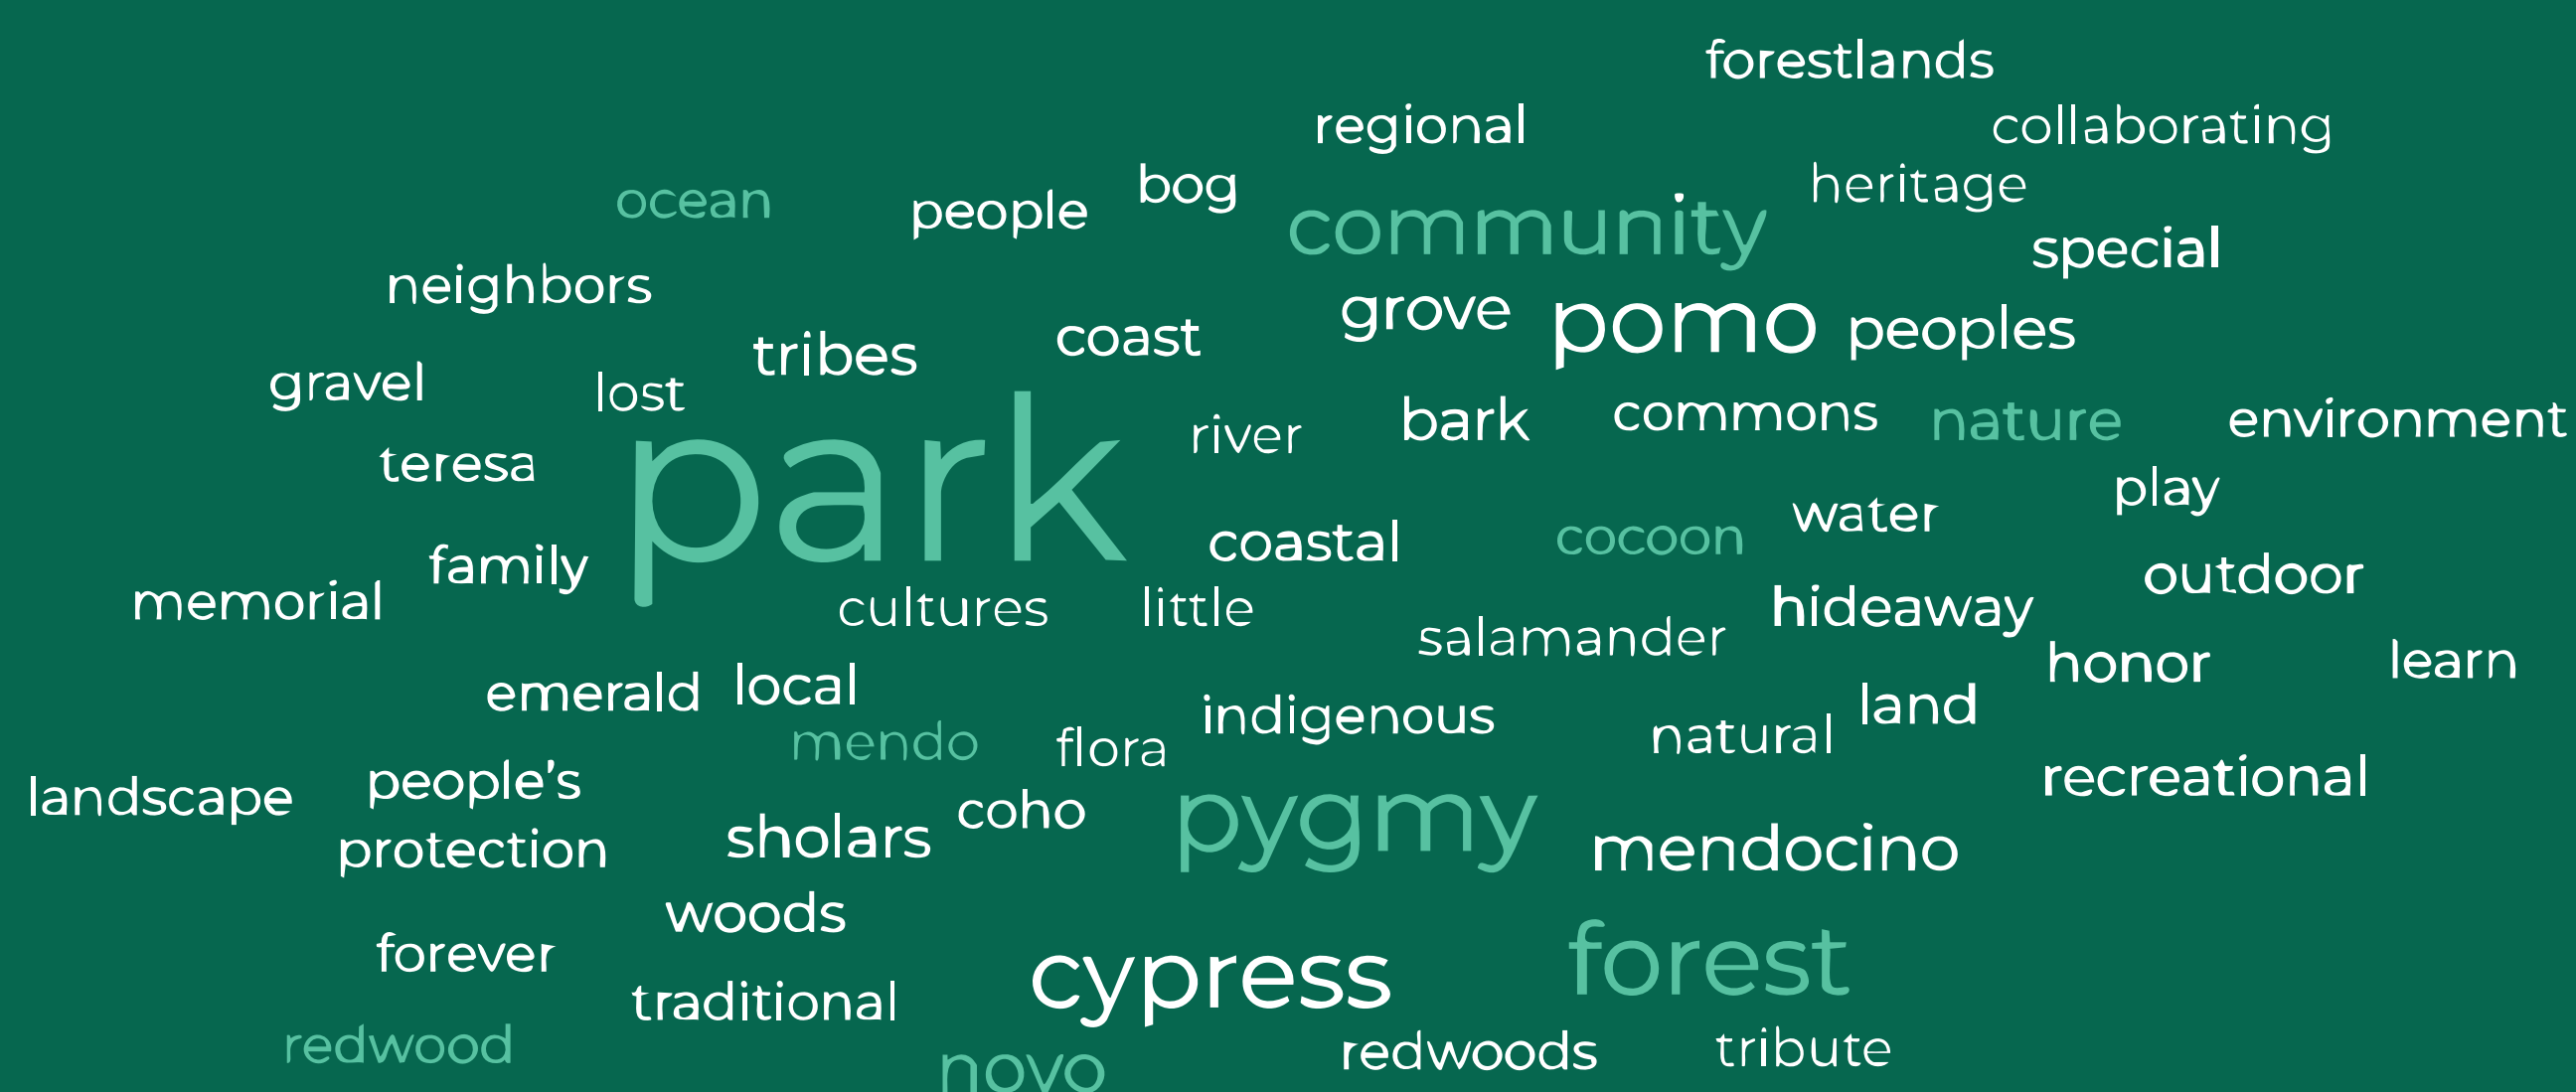 forestlands
regional
collaborating
ocean
people
bog
community
heritage
special
neighbors
tribes
coast
grove
pomo
peoples
gravel
lost
park
river
bark
commons
nature
environment
teresa
play
water
family
coastal
cocoon
outdoor
memorial
cultures
little
salamander
hideaway
honor
learn
emerald
local
mendo
flora
indigenous
natural
land
landscape
people’s
coho
pygmy
recreational
protection
sholars
mendocino
woods
forever
traditional
cypress
forest
redwood
novo
redwoods
tribute